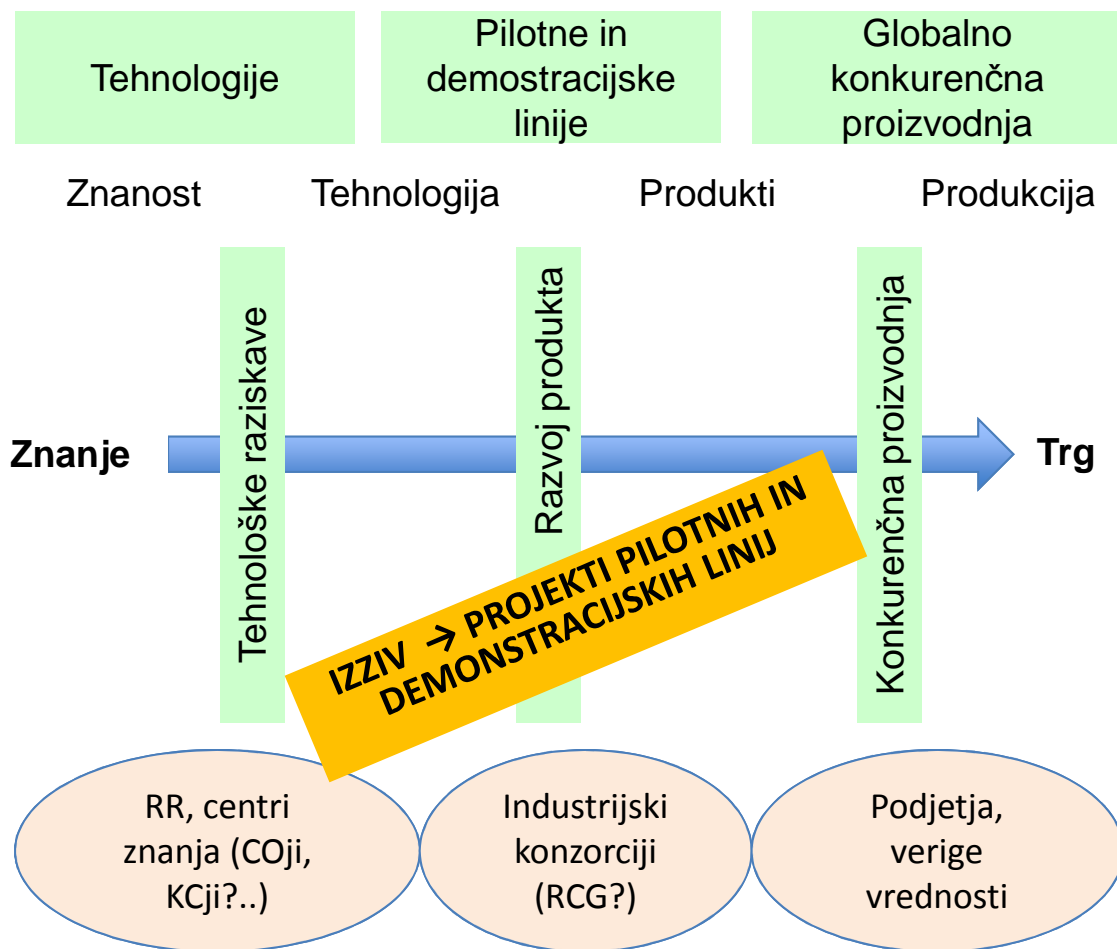 Tehnologije
Pilotne in
demostracijske
linije
Globalno
konkurenčna
proizvodnja
Znanost
Tehnologija
Produkti
Produkcija
Znanje
Tehnološke raziskave
Razvoj produkta
Konkurenčna proizvodnja
Trg
IZZIV → PROJEKTI PILOTNIH IN
DEMONSTRACIJSKIH LINIJ
RR, centri
znanja (COji,
KCji?..)
Industrijski
konzorciji
(RCG?)
Podjetja,
verige
vrednosti